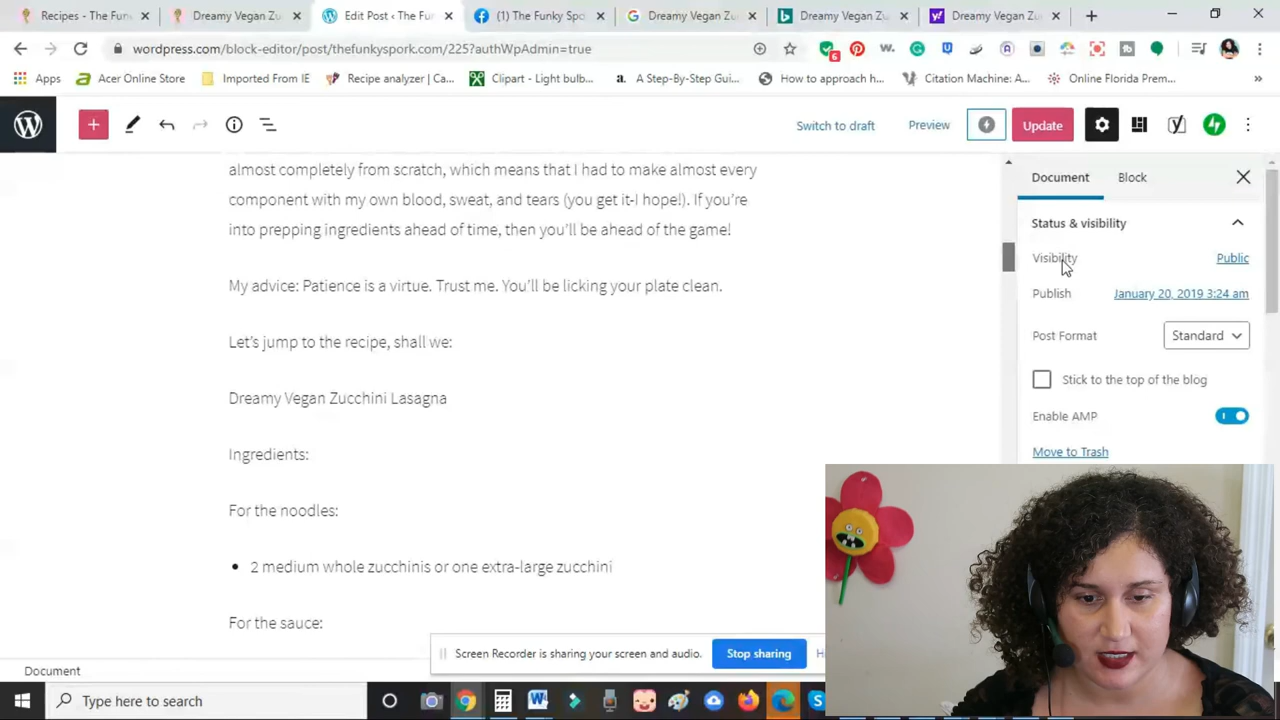 Recipes - The Funk
Dreamy Vegan Zu
Edit Post ‹ The Fu
(1) The Funky Spo
Dreamy Vegan Zu
Dreamy Vegan Zu
Dreamy Vegan Zu
wordpress.com/block-editor/post/thefunkyspork.com/225?authWpAdmin=true
6
Apps
Acer Online Store
Imported From IE
Recipe analyzer | Ca...
Clipart - Light bulb...
a. A Step-By-Step Gui...
How to approach h...
Citation Machine: A...
Online Florida Prem...
»
Switch to draft
Preview
Update
almost completely from scratch, which means that I had to make almost every
component with my own blood, sweat, and tears (you get it-I hope!). If you're
into prepping ingredients ahead of time, then you'll be ahead of the game!
My advice: Patience is a virtue. Trust me. You'll be licking your plate clean.
Let's jump to the recipe, shall we:
Dreamy Vegan Zucchini Lasagna
Ingredients:
For the noodles:
• 2 medium whole zucchinis or one extra-large zucchini
For the sauce:
Document
Block
Status & visibility
Visibility
Public
Publish
January 20, 2019 3:24 am
Post Format
Standard
Stick to the top of the blog
Enable AMP
Move to Trash
Screen Recorder is sharing your screen and audio.
Stop sharing
Document
Type here to search